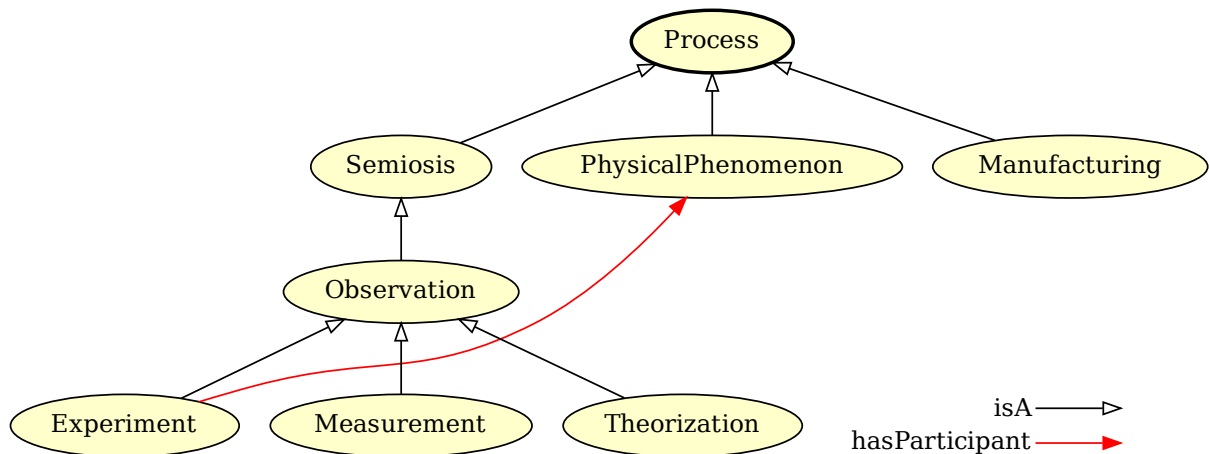 Process
Semiosis
PhysicalPhenomenon
Manufacturing
Observation
Experiment
Measurement
Theorization
isA
hasParticipant